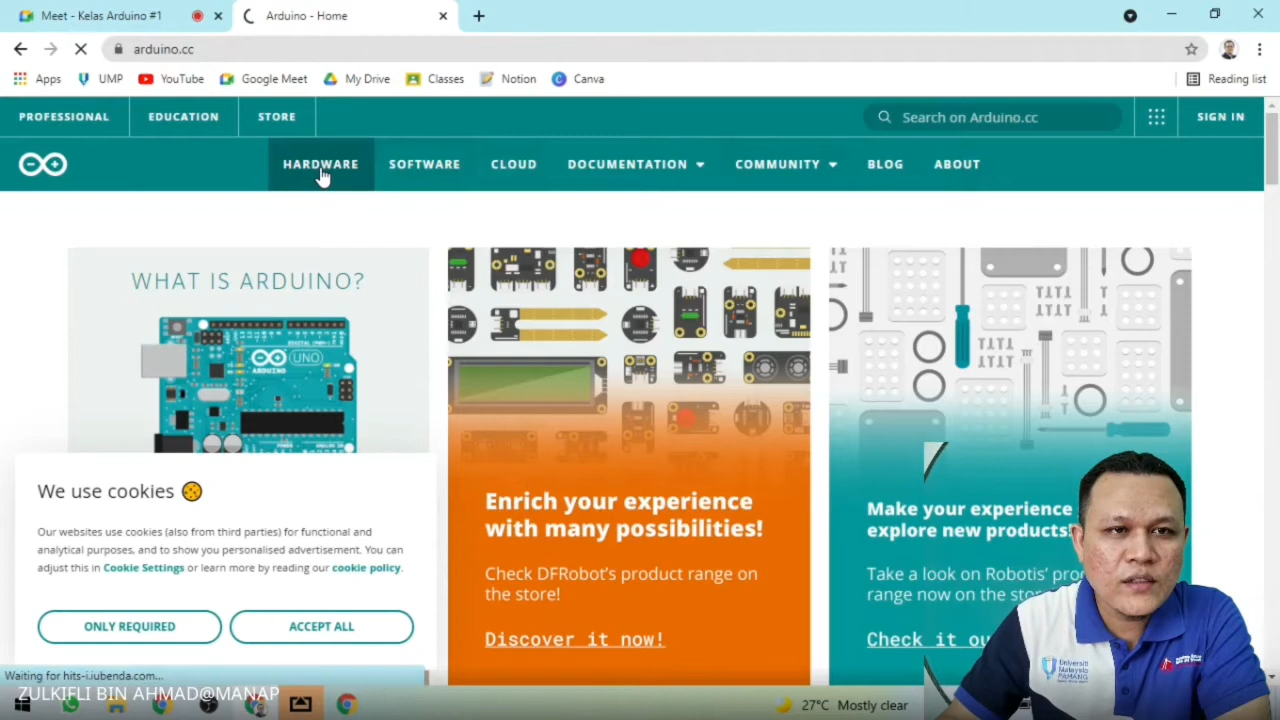 Meet - Kelas Arduino #1
Arduino - Home
arduino.cc
Apps
UMP
YouTube
Google Meet
My Drive
Classes
Notion
Canva
Reading list
PROFESSIONAL
EDUCATION
STORE
Search on Arduino.cc
SIGN IN
HARDWARE
SOFTWARE
CLOUD
DOCUMENTATION
COMMUNITY
BLOG
ABOUT
WHAT IS ARDUINO?
UNO
ARDUINO
We use cookies
Our websites use cookies (also from third parties) for functional and
analytical purposes, and to show you personalised advertisement. You can
adjust this in Cookie Settings or learn more by reading our cookie policy.
ONLY REQUIRED
ACCEPT ALL
Enrich your experience
with many possibilities!
Check DFRobot's product range on
the store!
Discover it now!
Make your experience
explore new products
Take a look on Robotis' pro
range now on the sto
Check it ou
Universiti
Malaysia
PAHANG
Waiting for hits-i.iubenda.com...
ZULKIFLI BIN AHMAD@MANAP
27°C Mostly clear